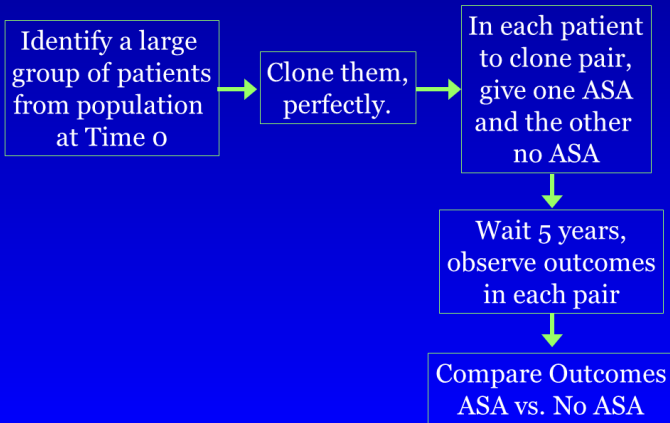 Identify a large
group of patients
from population
at Time 0
Clone them,
perfectly.
In each patient
to clone pair,
give one ASA
and the other
no ASA
Wait 5 years,
observe outcomes
in each pair
Compare Outcomes
ASA vs. No ASA